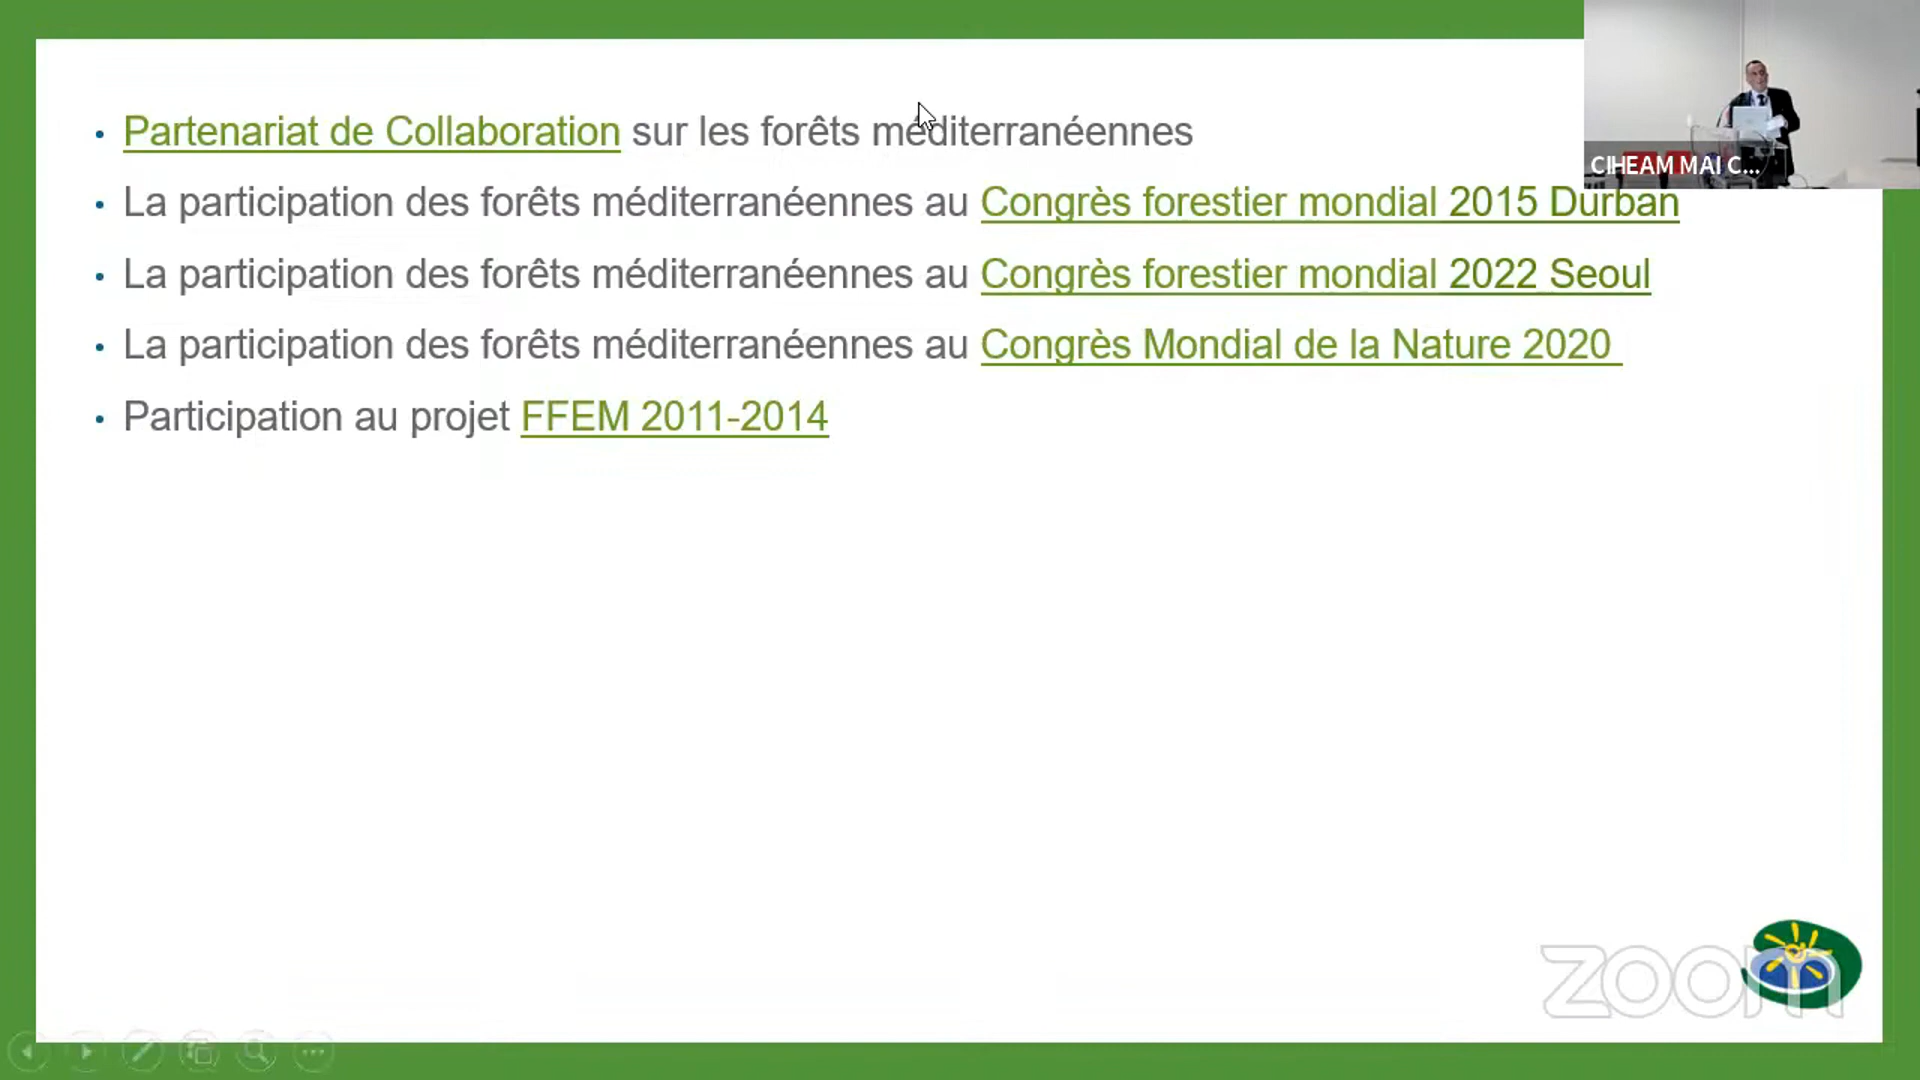 • Partenariat de Collaboration sur les forêts méditerranéennes
CIHEAM MAI C...
• La participation des forêts méditerranéennes au Congrès forestier mondial 2015 Durban
• La participation des forêts méditerranéennes au Congrès forestier mondial 2022 Seoul
• La participation des forêts méditerranéennes au Congrès Mondial de la Nature 2020
• Participation au projet FFEM 2011-2014
zoom